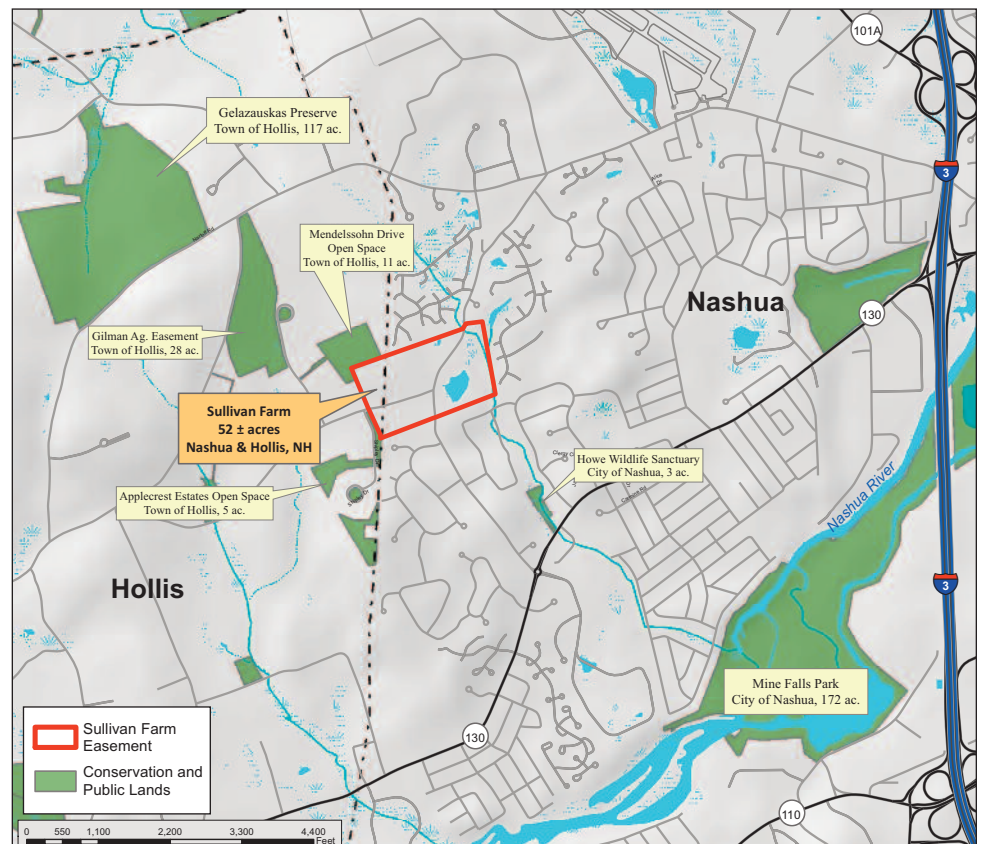 101A
Gelazauskas Preserve
Town of Hollis, 117 ac.
3
Mendelssohn Drive
Open Space
Town of Hollis, 11 ac.
Nashua
130
Gilman Ag. Easement
Town of Hollis, 28 ac.
Sullivan Farm
52 ± acres
Nashua & Hollis, NH
Howe Wildlife Sanctuary
City of Nashua, 3 ac.
Applecrest Estates Open Space
Town of Hollis, 5 ac.
Nashua River
Hollis
3
Mine Falls Park
City of Nashua, 172 ac.
130
110
Sullivan Farm
Easement
Conservation and
Public Lands
0 550 1,100 2,200 3,300 4,400
Feet